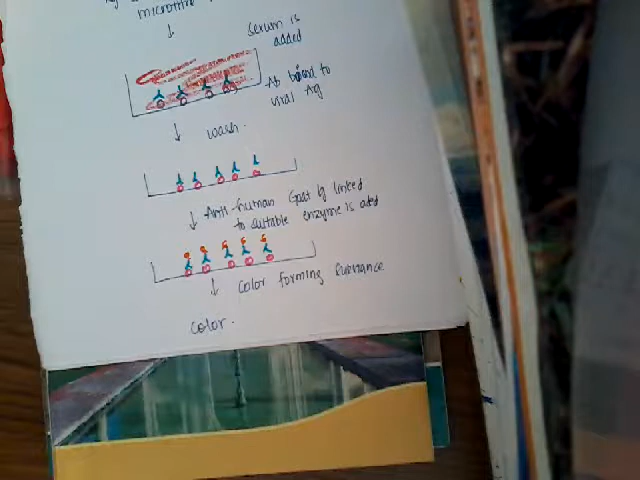 Serum is
added
Ab bound to
viral Ag
wash.
Anti human Goat Ig linked
to suitable enzyme is aded
Color forming substance
Color.